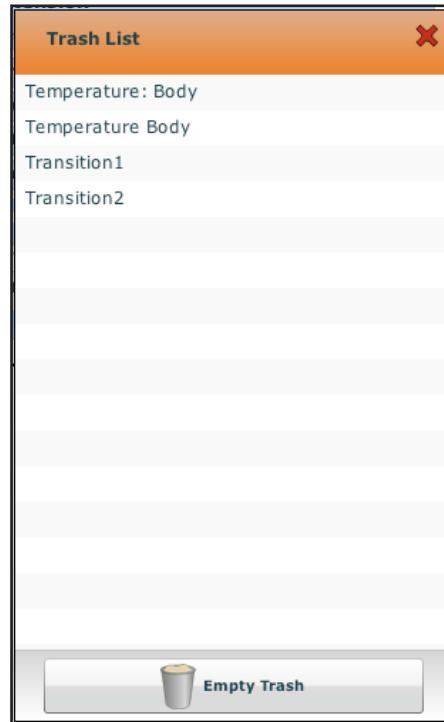 Trash List
Temperature: Body
Temperature Body
Transition1
Transition2
Empty Trash